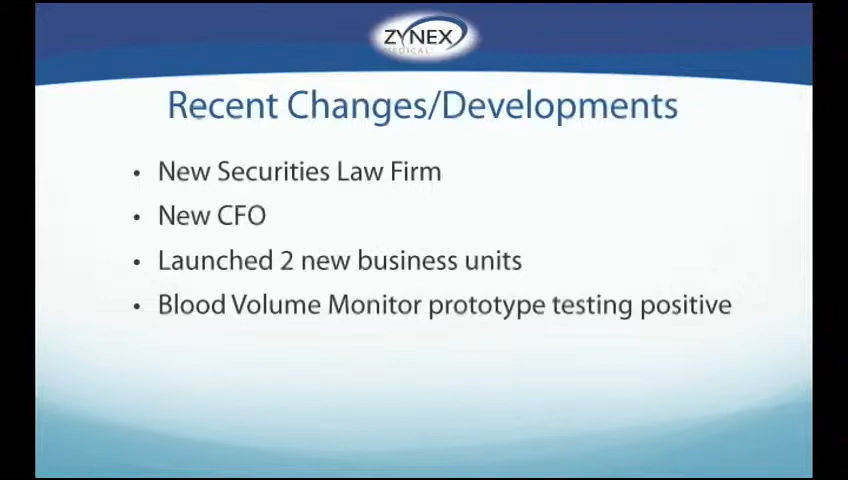 ZYNEX
MEDICAL
Recent Changes/Developments
• New Securities Law Firm
• New CFO
• Launched 2 new business units
• Blood Volume Monitor prototype testing positive